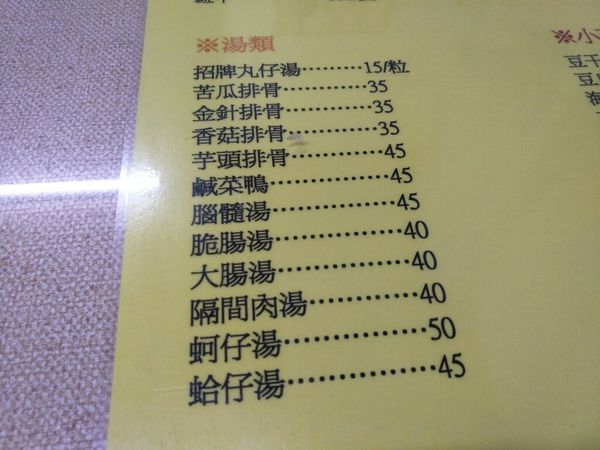 ※湯類
招牌丸仔湯………15/粒
苦瓜排骨…………35
金針排骨…………35
香菇排骨…………35
芋頭排骨…………45
鹹菜鴨……………45
腦髓湯……………45
脆腸湯……………40
大腸湯……………40
隔間肉湯…………40
蚵仔湯……………50
蛤仔湯……………45
※小
豆干